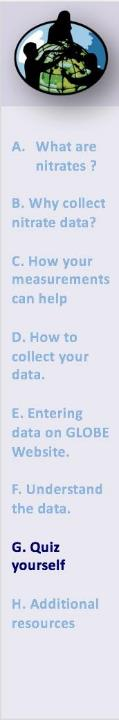 A. What are
nitrates ?
B. Why collect
nitrate data?
C. How your
measurements
can help
D. How to
collect your
data.
E. Entering
data on GLOBE
Website.
F. Understand
the data.
G. Quiz
yourself
H. Additional
resources